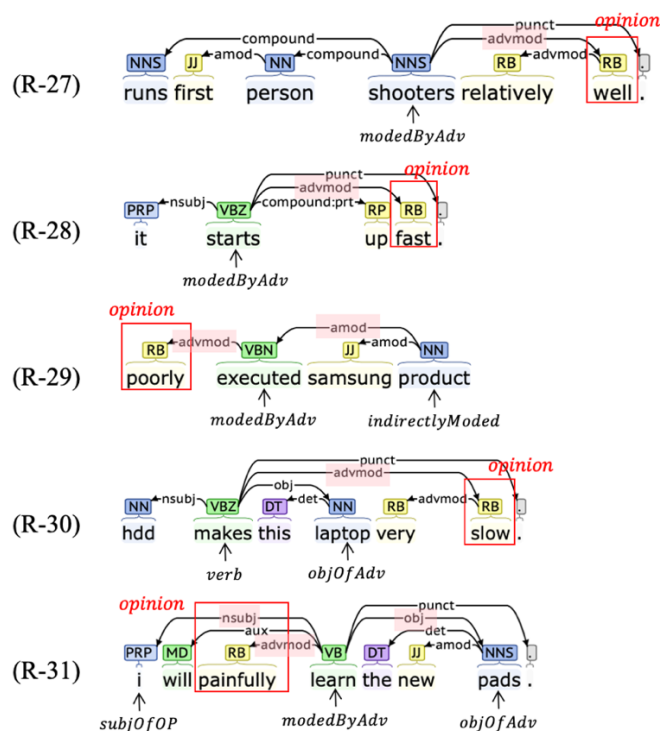 punct
opinion
compound
advmod
NNS JJ amod NN compound NNS RB advmod RB .
(R-27) runs first person shooters relatively well .
modedByAdv
opinion
punct
advmod
PRP nsubj VBZ compound:prt RP RB .
(R-28) it starts up fast .
modedByAdv
opinion
amod
RB advmod VBN JJ amod NN
(R-29) poorly executed samsung product
modedByAdv indirectlyModed
punct
opinion
advmod
obj
NN nsubj VBZ DT det NN RB advmod RB .
(R-30) hdd makes this laptop very slow .
verb objOfAdv
opinion
punct
nsubj obj
aux det
PRP MD RB advmod VB DT JJ amod NNS .
(R-31) i will painfully learn the new pads .
subjOfOP modedByAdv objOfAdv